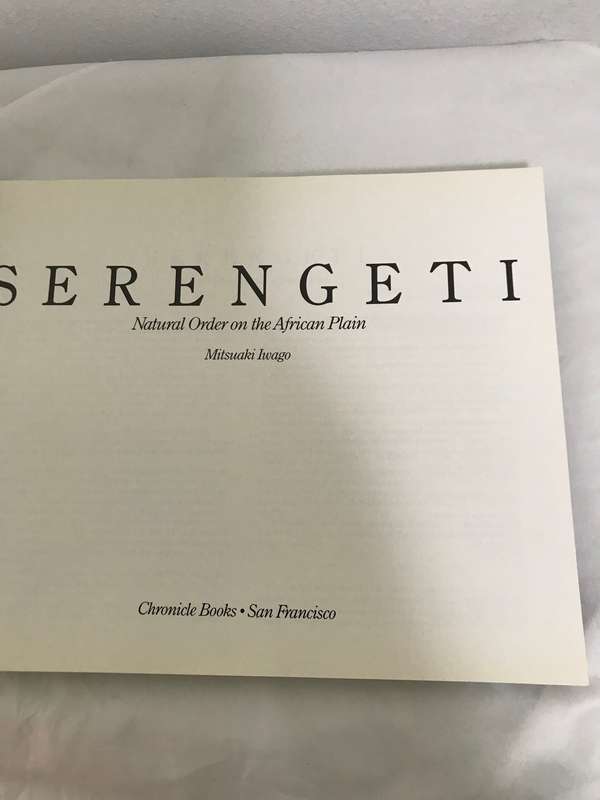 SERENGETI
Natural Order on the African Plain
Mitsuaki Iwago
Chronicle Books • San Francisco